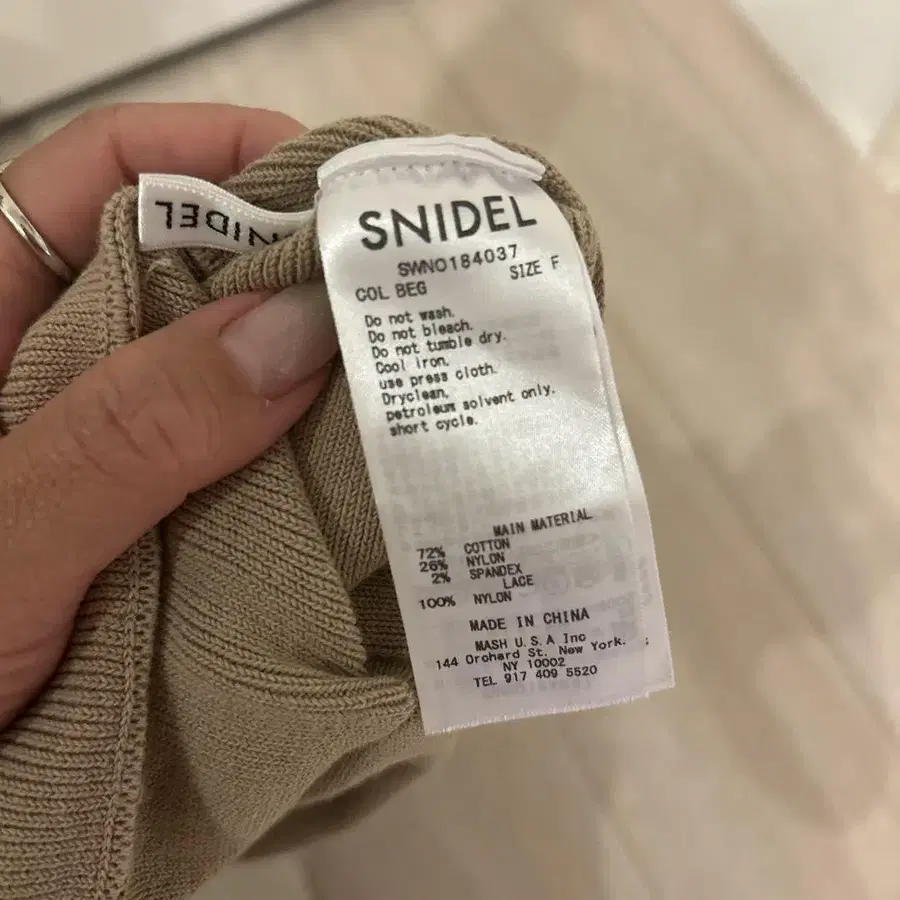 SNIDEL
SNIDEL
SWNO184037
COL BEG SIZE F
Do not wash.
Do not bleach.
Do not tumble dry.
Cool iron.
use press cloth.
Dryclean,
petroleum solvent only.
short cycle.
MAIN MATERIAL
72% COTTON
26% NYLON
2% SPANDEX
LACE
100% NYLON
MADE IN CHINA
MASH U.S.A Inc
144 Orchard St. New York. ;
NY 10002
TEL 917 409 5520